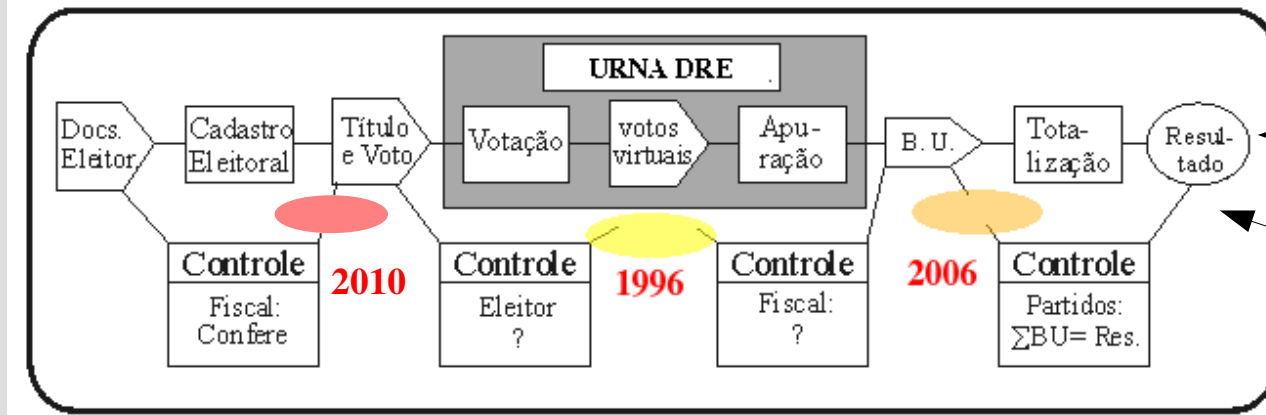 URNA DRE
Docs.
Eleitor
Cadastro
Eleitoral
Título
e Voto
Votação
votos
virtuais
Apu-
ração
B. U.
Tota-
lização
Resul-
tado
Controle
Fiscal:
Confere
2010
Controle
Eleitor
?
1996
Controle
Fiscal:
?
2006
Controle
Partidos:
∑BU= Res.